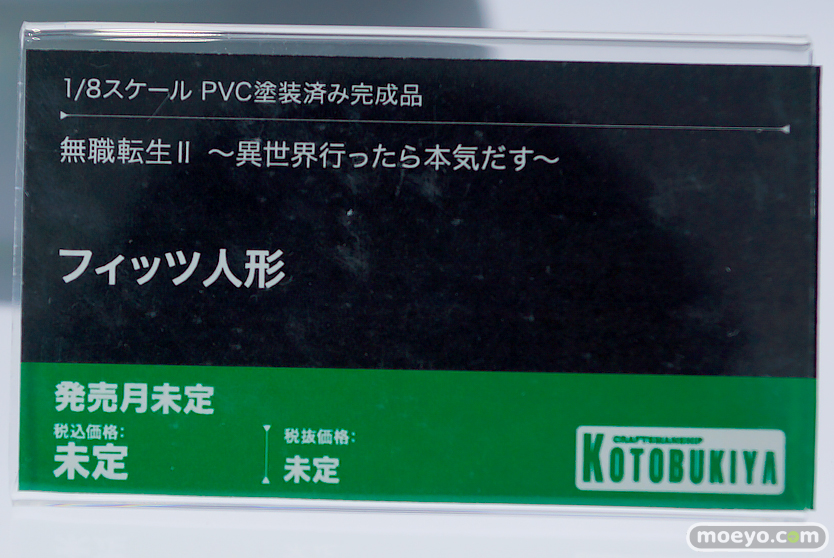 1/8スケール PVC塗装済み完成品
無職転生Ⅱ ～異世界行ったら本気だす～
フィッツ人形
発売月未定
税込価格:
未定
税抜価格:
未定
CRAFTSMANSHIP
KOTOBUKIYA
moeyo.com